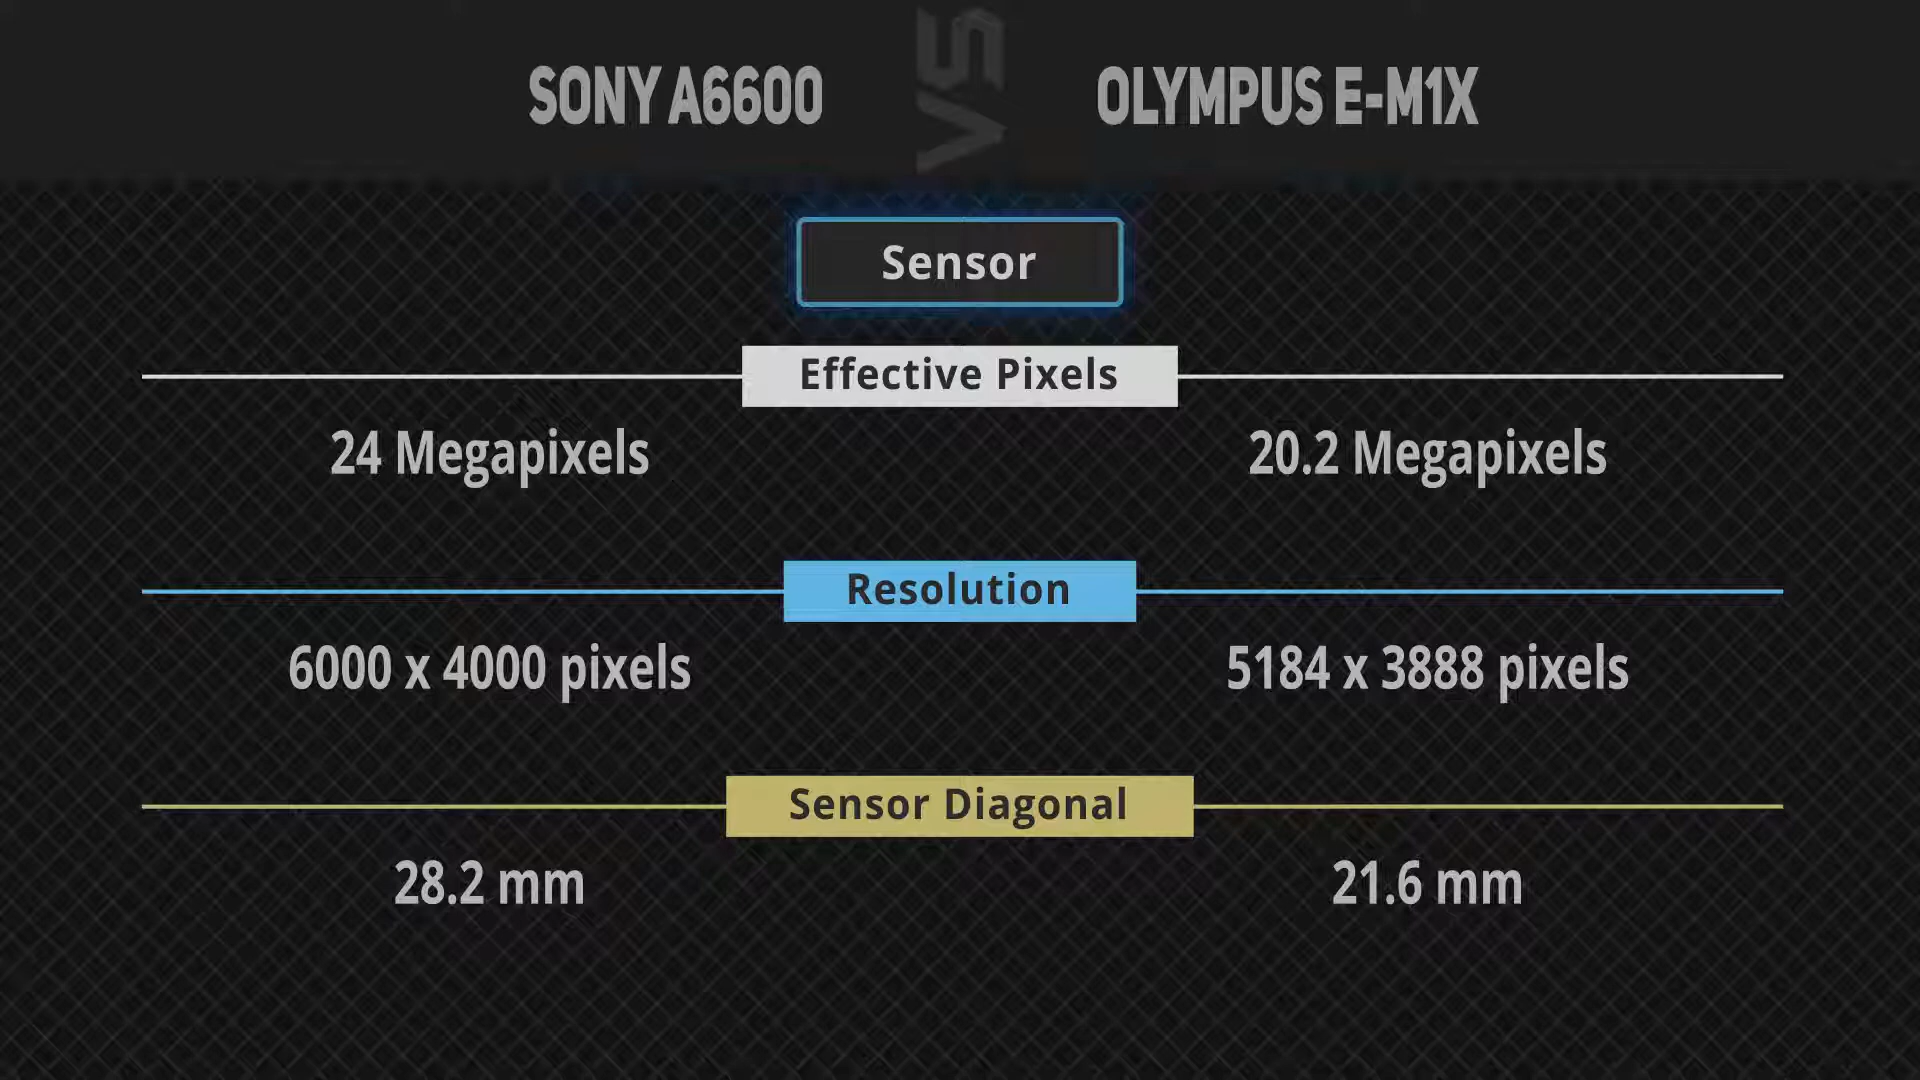 SONY A6600 VS OLYMPUS E-M1X
Sensor
Effective Pixels
24 Megapixels 20.2 Megapixels
Resolution
6000 x 4000 pixels 5184 x 3888 pixels
Sensor Diagonal
28.2 mm 21.6 mm